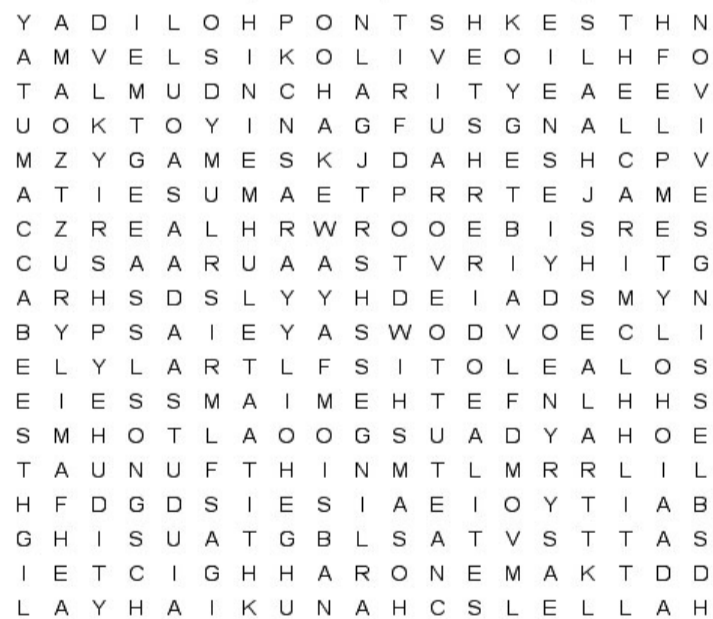 Y A D I L O H P O N T S H K E S T H N
A M V E L S I K O L I V E O I L H F O
T A L M U D N C H A R I T Y E A E E V
U O K T O Y I N A G F U S G N A L L I
M Z Y G A M E S K J D A H E S H C P V
A T I E S U M A E T P R R T E J A M E
C Z R E A L H R W R O O E B I S R E S
C U S A A R U A A S T V R I Y H I T G
A R H S D S L Y Y H D E I A D S M Y N
B Y P S A I E Y A S W O D V O E C L I
E L Y L A R T L F S I T O L E A L O S
E I E S S M A I M E H T E F N L H H S
S M H O T L A O O G S U A D Y A H O E
T A U N U F T H I N M T L M R R L I L
H F D G D S I E S I A E I O Y T I A B
G H I S U A T G B L S A T V S T T A S
I E T C I G H H A R O N E M A K T D D
L A Y H A I K U N A H C S L E L L A H